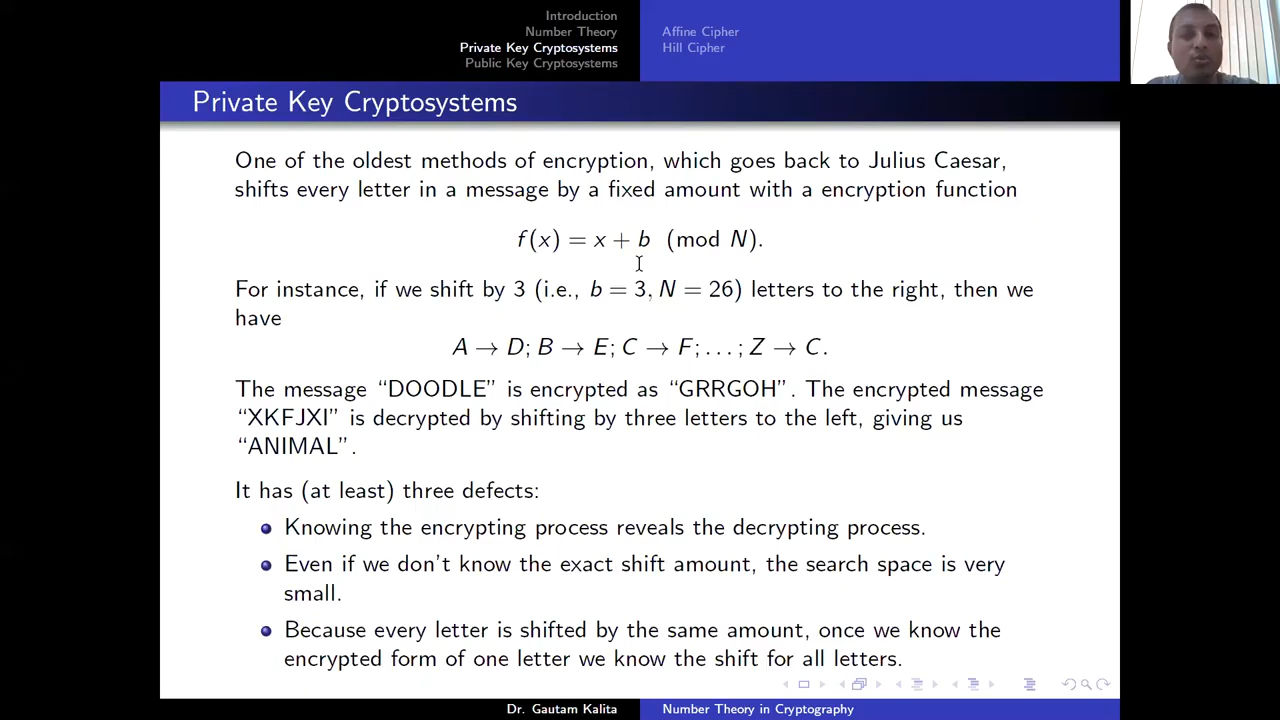 Introduction
Number Theory
Private Key Cryptosystems
Public Key Cryptosystems
Affine Cipher
Hill Cipher
Private Key Cryptosystems
One of the oldest methods of encryption, which goes back to Julius Caesar,
shifts every letter in a message by a fixed amount with a encryption function
f(x) = x + b (mod N).
For instance, if we shift by 3 (i.e., b = 3, N = 26) letters to the right, then we
have
A → D; B → E; C → F; . . . ; Z → C.
The message “DOODLE” is encrypted as “GRRGOH”. The encrypted message
“XKFJXI” is decrypted by shifting by three letters to the left, giving us
“ANIMAL”.
It has (at least) three defects:
Knowing the encrypting process reveals the decrypting process.
Even if we don’t know the exact shift amount, the search space is very
small.
Because every letter is shifted by the same amount, once we know the
encrypted form of one letter we know the shift for all letters.
Dr. Gautam Kalita
Number Theory in Cryptography